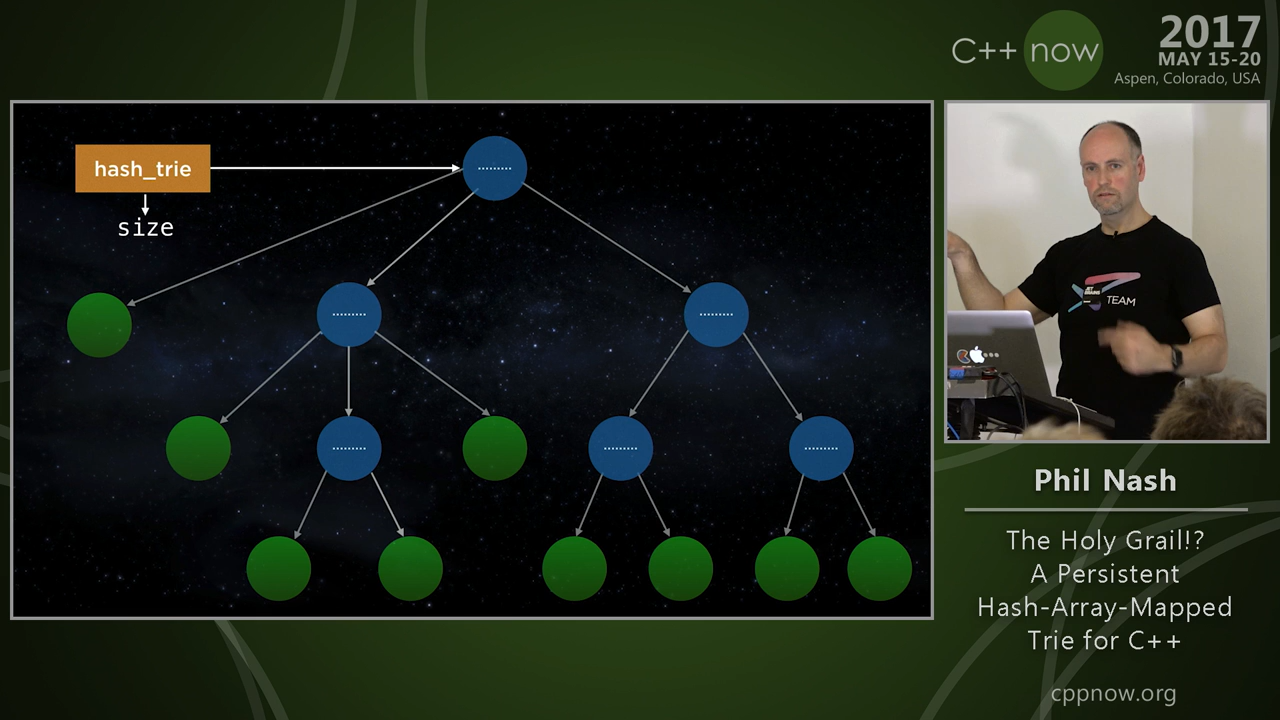 C++ now
2017
MAY 15-20
Aspen, Colorado, USA
hash_trie
size
TEAM
Phil Nash
The Holy Grail!?
A Persistent
Hash-Array-Mapped
Trie for C++
cppnow.org